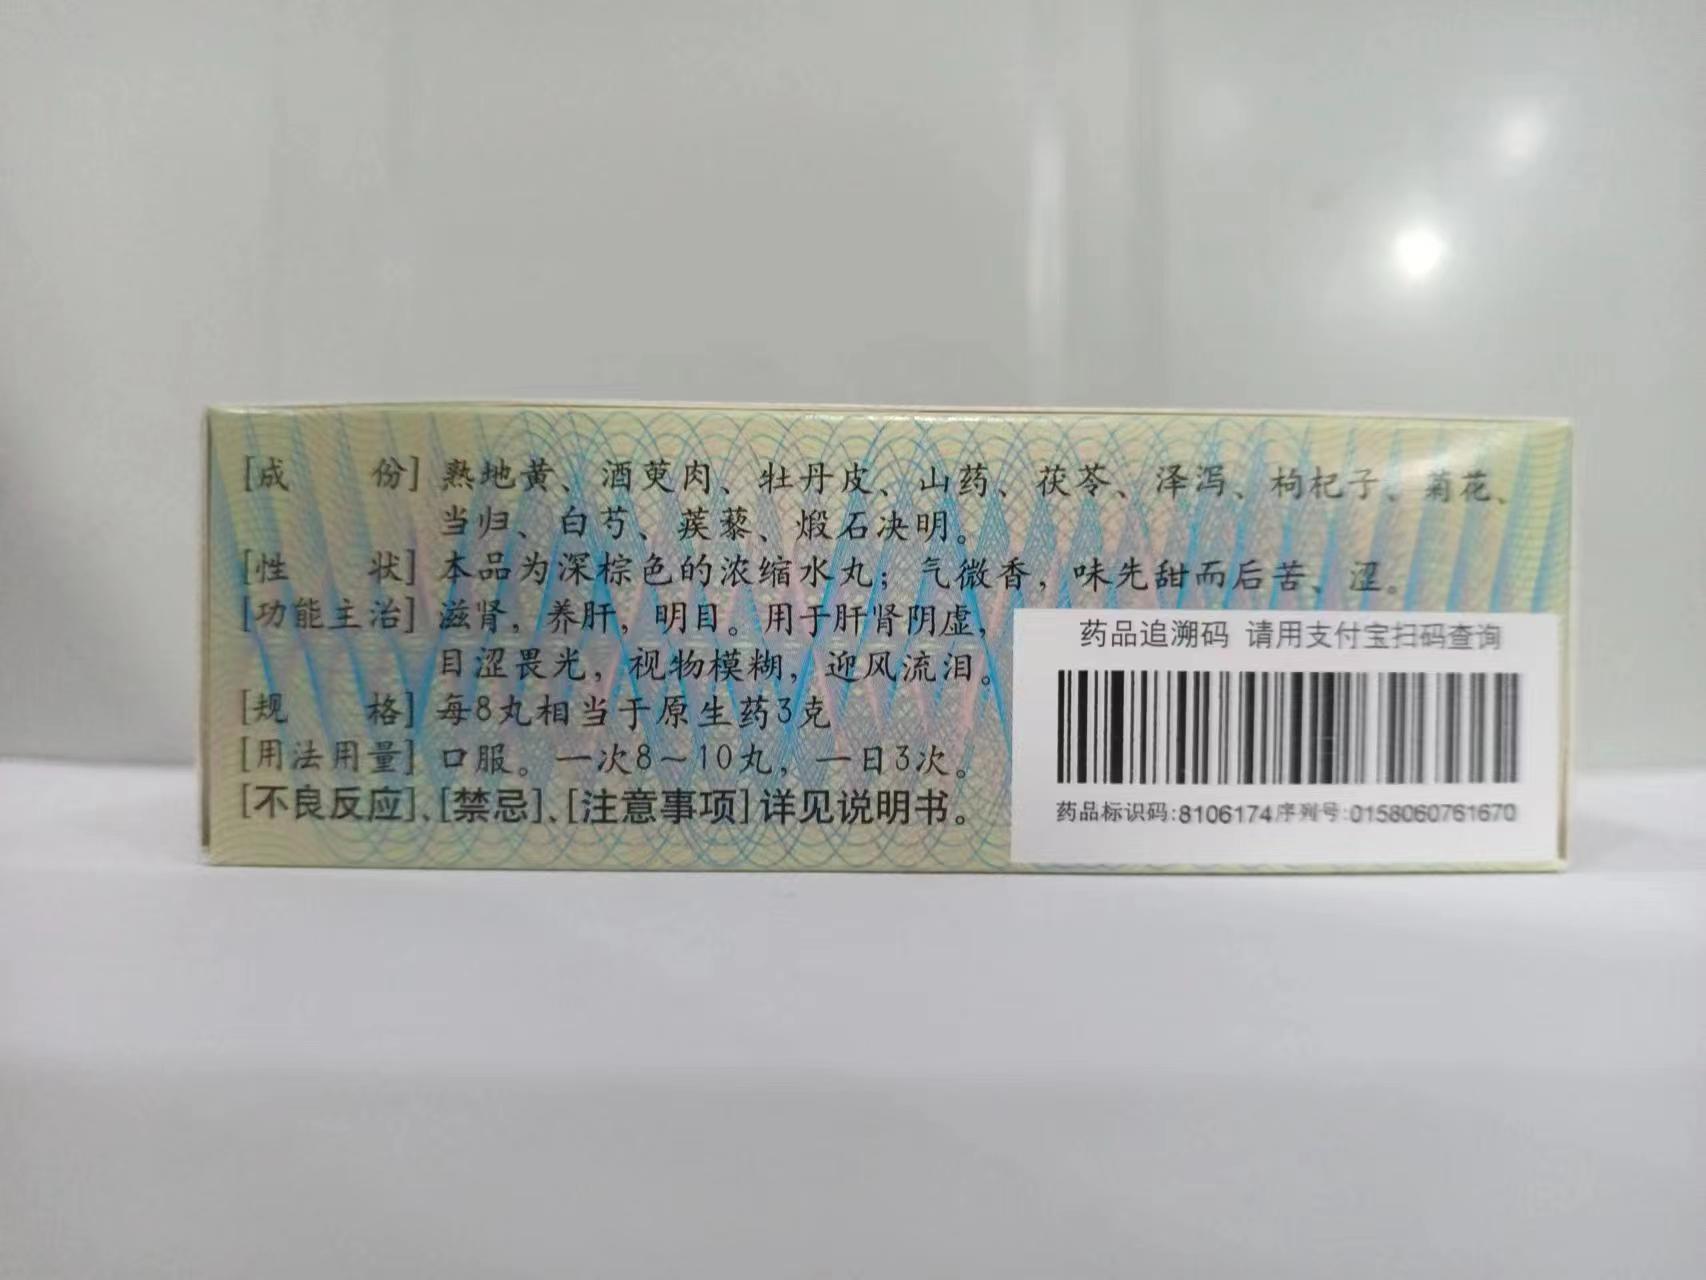 [成　　份] 熟地黄、酒萸肉、牡丹皮、山药、茯苓、泽泻、枸杞子、菊花、
当归、白芍、蒺藜、煅石决明。
[性　　状] 本品为深棕色的浓缩水丸；气微香，味先甜而后苦、涩。
[功能主治] 滋肾，养肝，明目。用于肝肾阴虚，
目涩畏光，视物模糊，迎风流泪。
[规　　格] 每8丸相当于原生药3克
[用法用量] 口服。一次8～10丸，一日3次。
[不良反应]、[禁忌]、[注意事项]详见说明书。
药品追溯码 请用支付宝扫码查询
药品标识码:8106174序列号:0158060761670